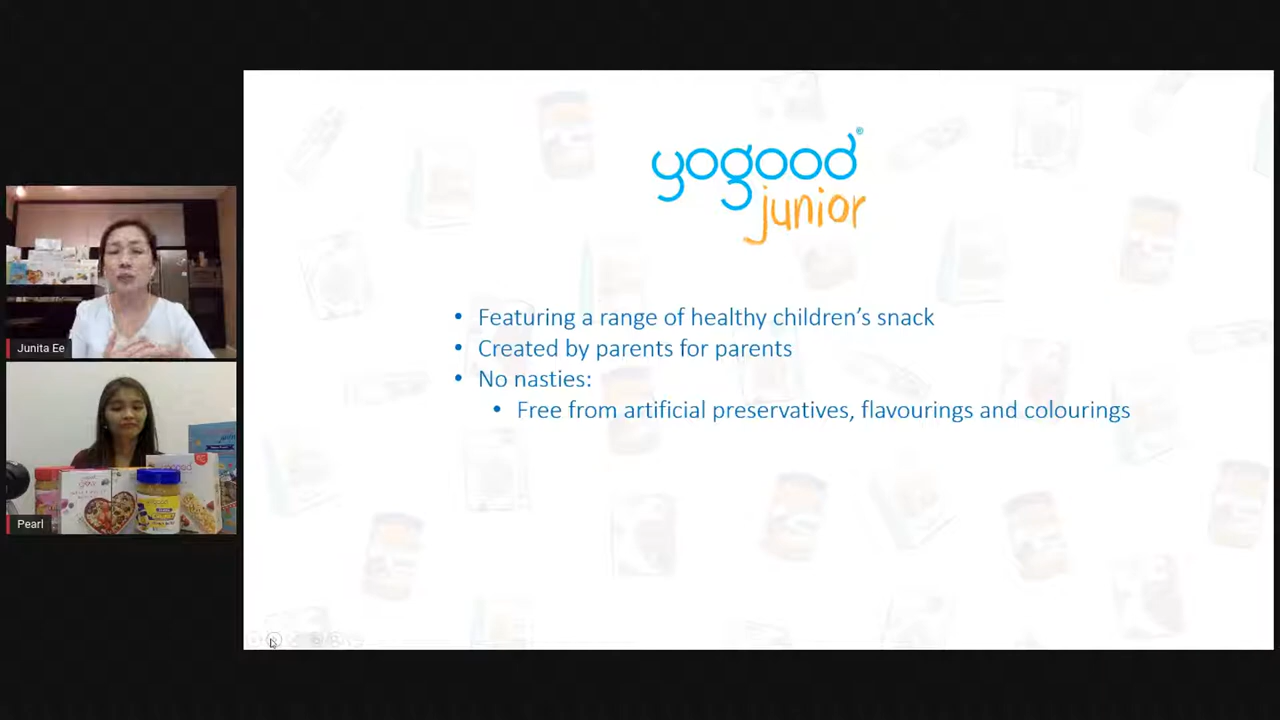 yogood®
junior
• Featuring a range of healthy children's snack
• Created by parents for parents
• No nasties:
• Free from artificial preservatives, flavourings and colourings
Junita Ee
Pearl
yogood